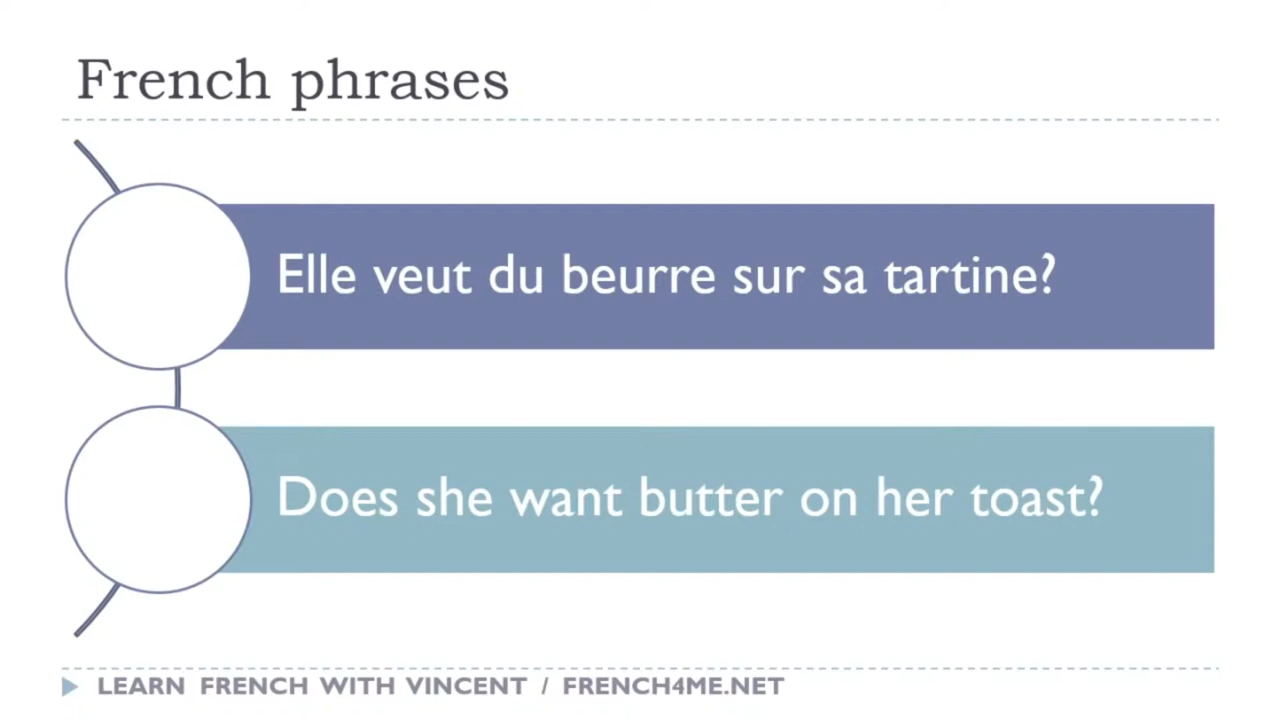 French phrases
Elle veut du beurre sur sa tartine?
Does she want butter on her toast?
LEARN FRENCH WITH VINCENT / FRENCH4ME.NET